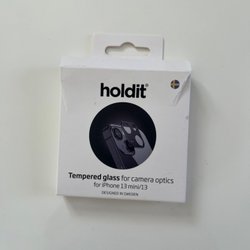 holdit®
Tempered glass for camera optics
for iPhone 13 mini/13
DESIGNED IN SWEDEN